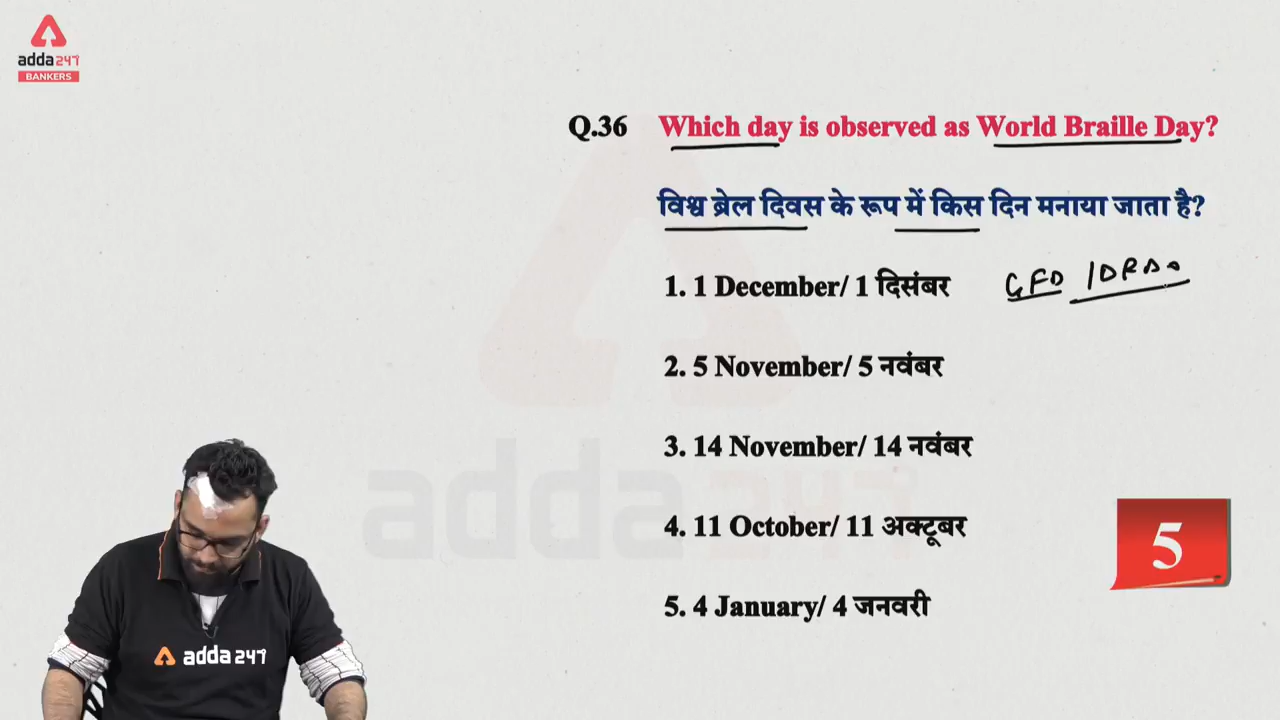 adda247
BANKERS
Q.36 Which day is observed as World Braille Day?
विश्व ब्रेल दिवस के रूप में किस दिन मनाया जाता है?
1. 1 December/ 1 दिसंबर
2. 5 November/ 5 नवंबर
3. 14 November/ 14 नवंबर
4. 11 October/ 11 अक्टूबर
5. 4 January/ 4 जनवरी
5
adda247
adda247